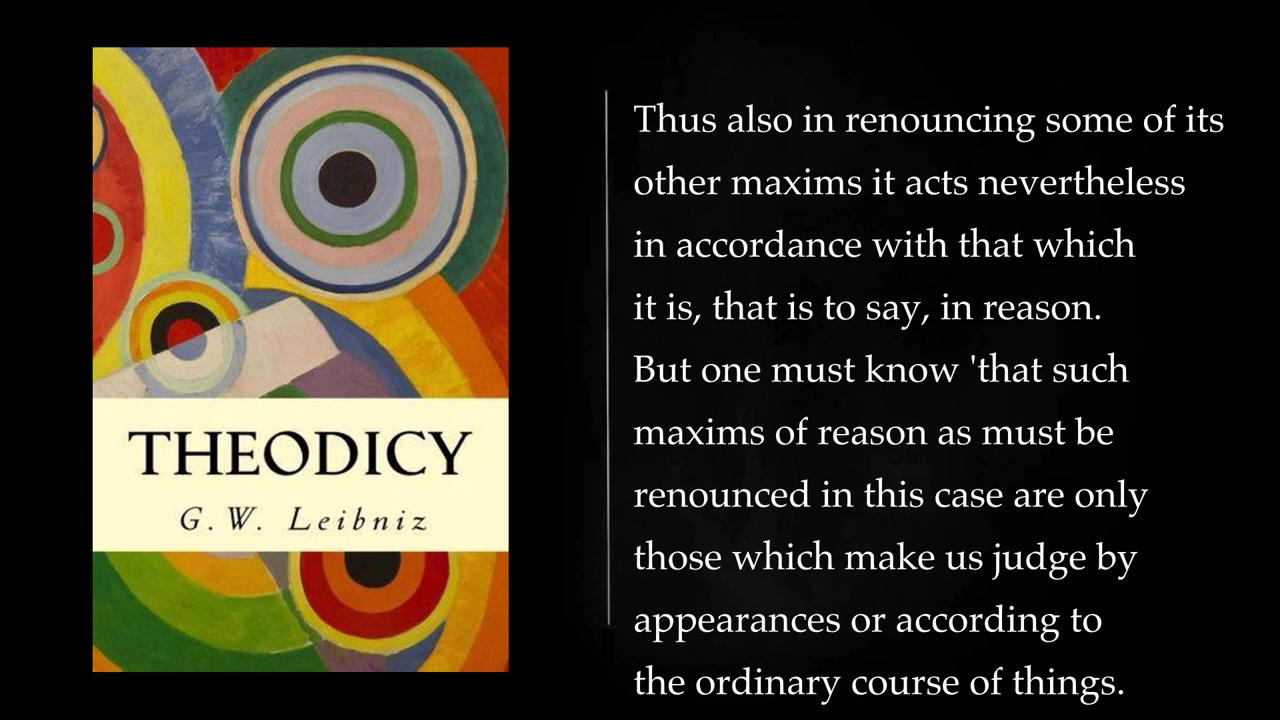 THEODICY
G. W. Leibniz
Thus also in renouncing some of its
other maxims it acts nevertheless
in accordance with that which
it is, that is to say, in reason.
But one must know 'that such
maxims of reason as must be
renounced in this case are only
those which make us judge by
appearances or according to
the ordinary course of things.